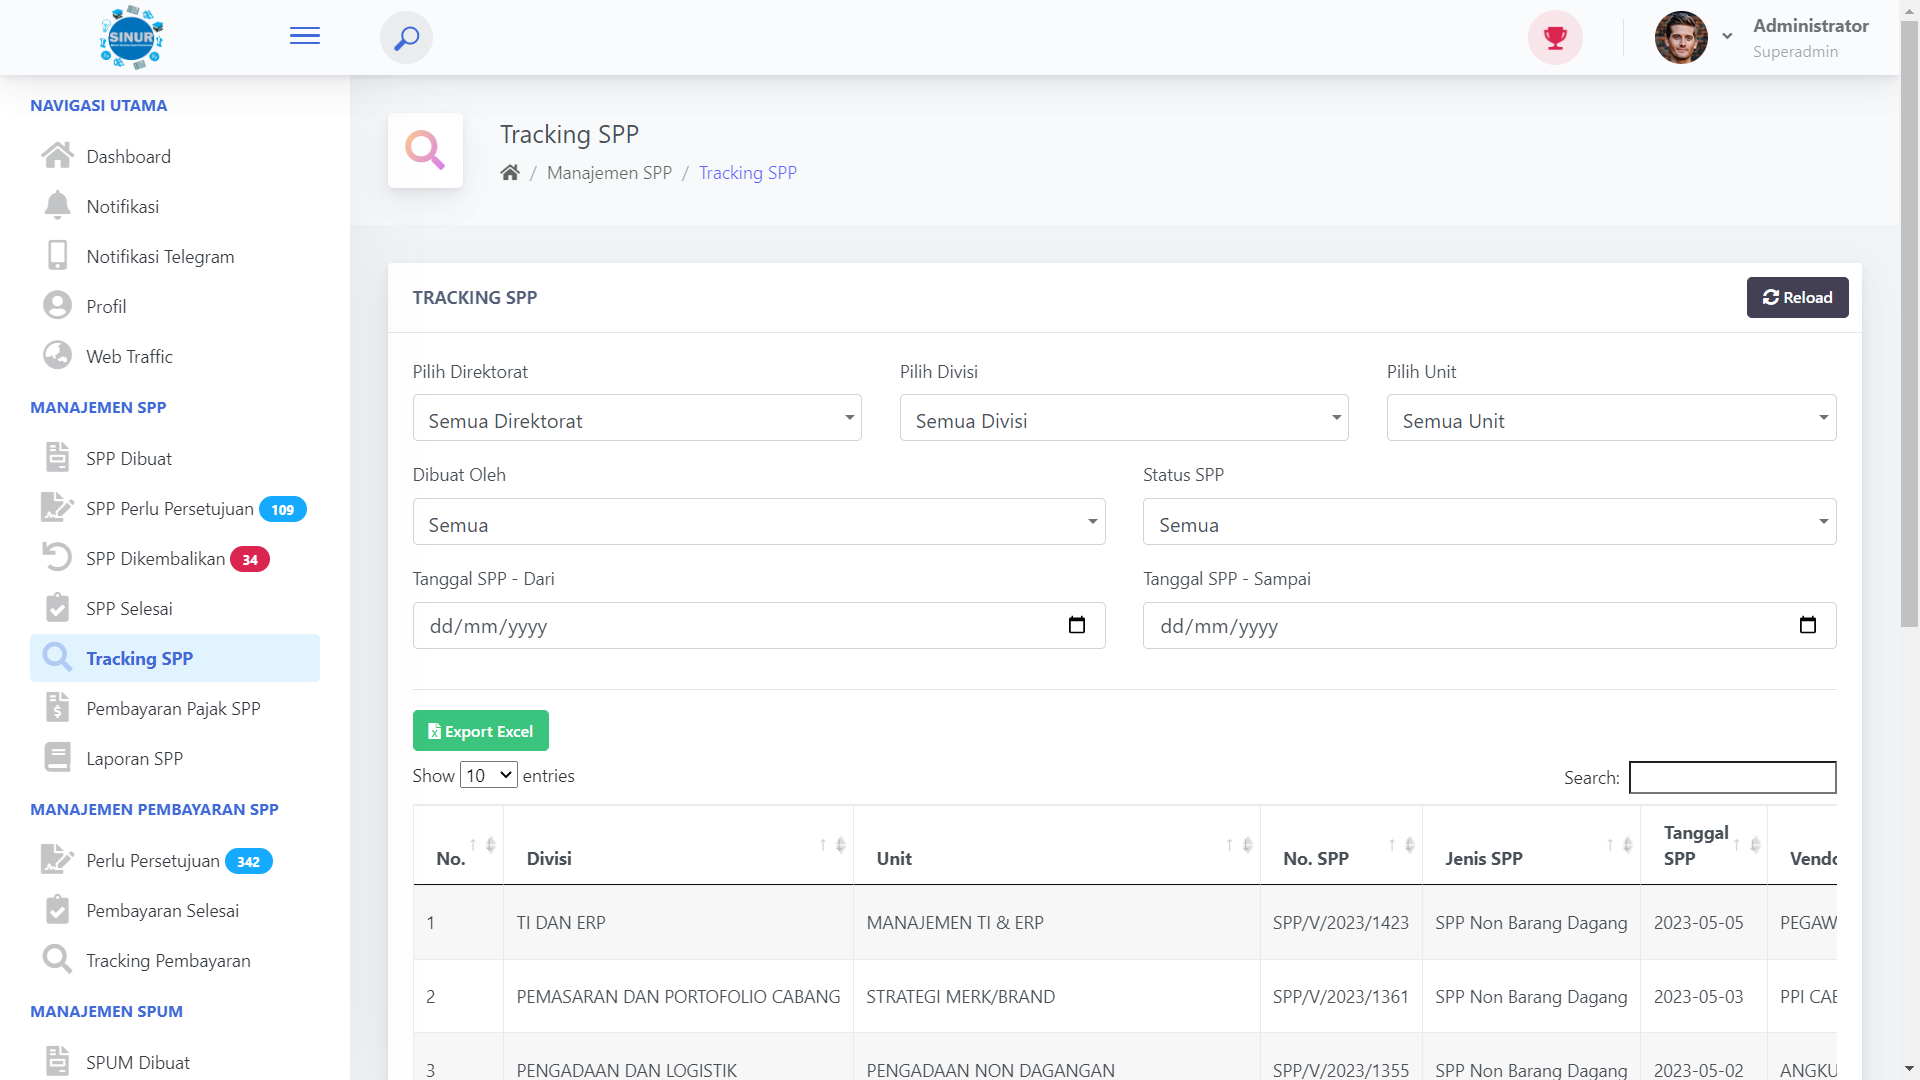 SINUR
Administrator
Superadmin
NAVIGASI UTAMA
Dashboard
Notifikasi
Notifikasi Telegram
Profil
Web Traffic
MANAJEMEN SPP
SPP Dibuat
SPP Perlu Persetujuan 109
SPP Dikembalikan 34
SPP Selesai
Tracking SPP
Pembayaran Pajak SPP
Laporan SPP
MANAJEMEN PEMBAYARAN SPP
Perlu Persetujuan 342
Pembayaran Selesai
Tracking Pembayaran
MANAJEMEN SPUM
SPUM Dibuat
Tracking SPP
/ Manajemen SPP / Tracking SPP
TRACKING SPP
Reload
Pilih Direktorat Pilih Divisi Pilih Unit
Semua Direktorat Semua Divisi Semua Unit
Dibuat Oleh Status SPP
Semua Semua
Tanggal SPP - Dari Tanggal SPP - Sampai
dd/mm/yyyy dd/mm/yyyy
Export Excel
Show 10 entries Search:
No. Divisi Unit No. SPP Jenis SPP Tanggal SPP Vendo
1 TI DAN ERP MANAJEMEN TI & ERP SPP/V/2023/1423 SPP Non Barang Dagang 2023-05-05 PEGAW
2 PEMASARAN DAN PORTOFOLIO CABANG STRATEGI MERK/BRAND SPP/V/2023/1361 SPP Non Barang Dagang 2023-05-03 PPI CAB
3 PENGADAAN DAN LOGISTIK PENGADAAN NON DAGANGAN SPP/V/2023/1355 SPP Non Barang Dagang 2023-05-02 ANGKU